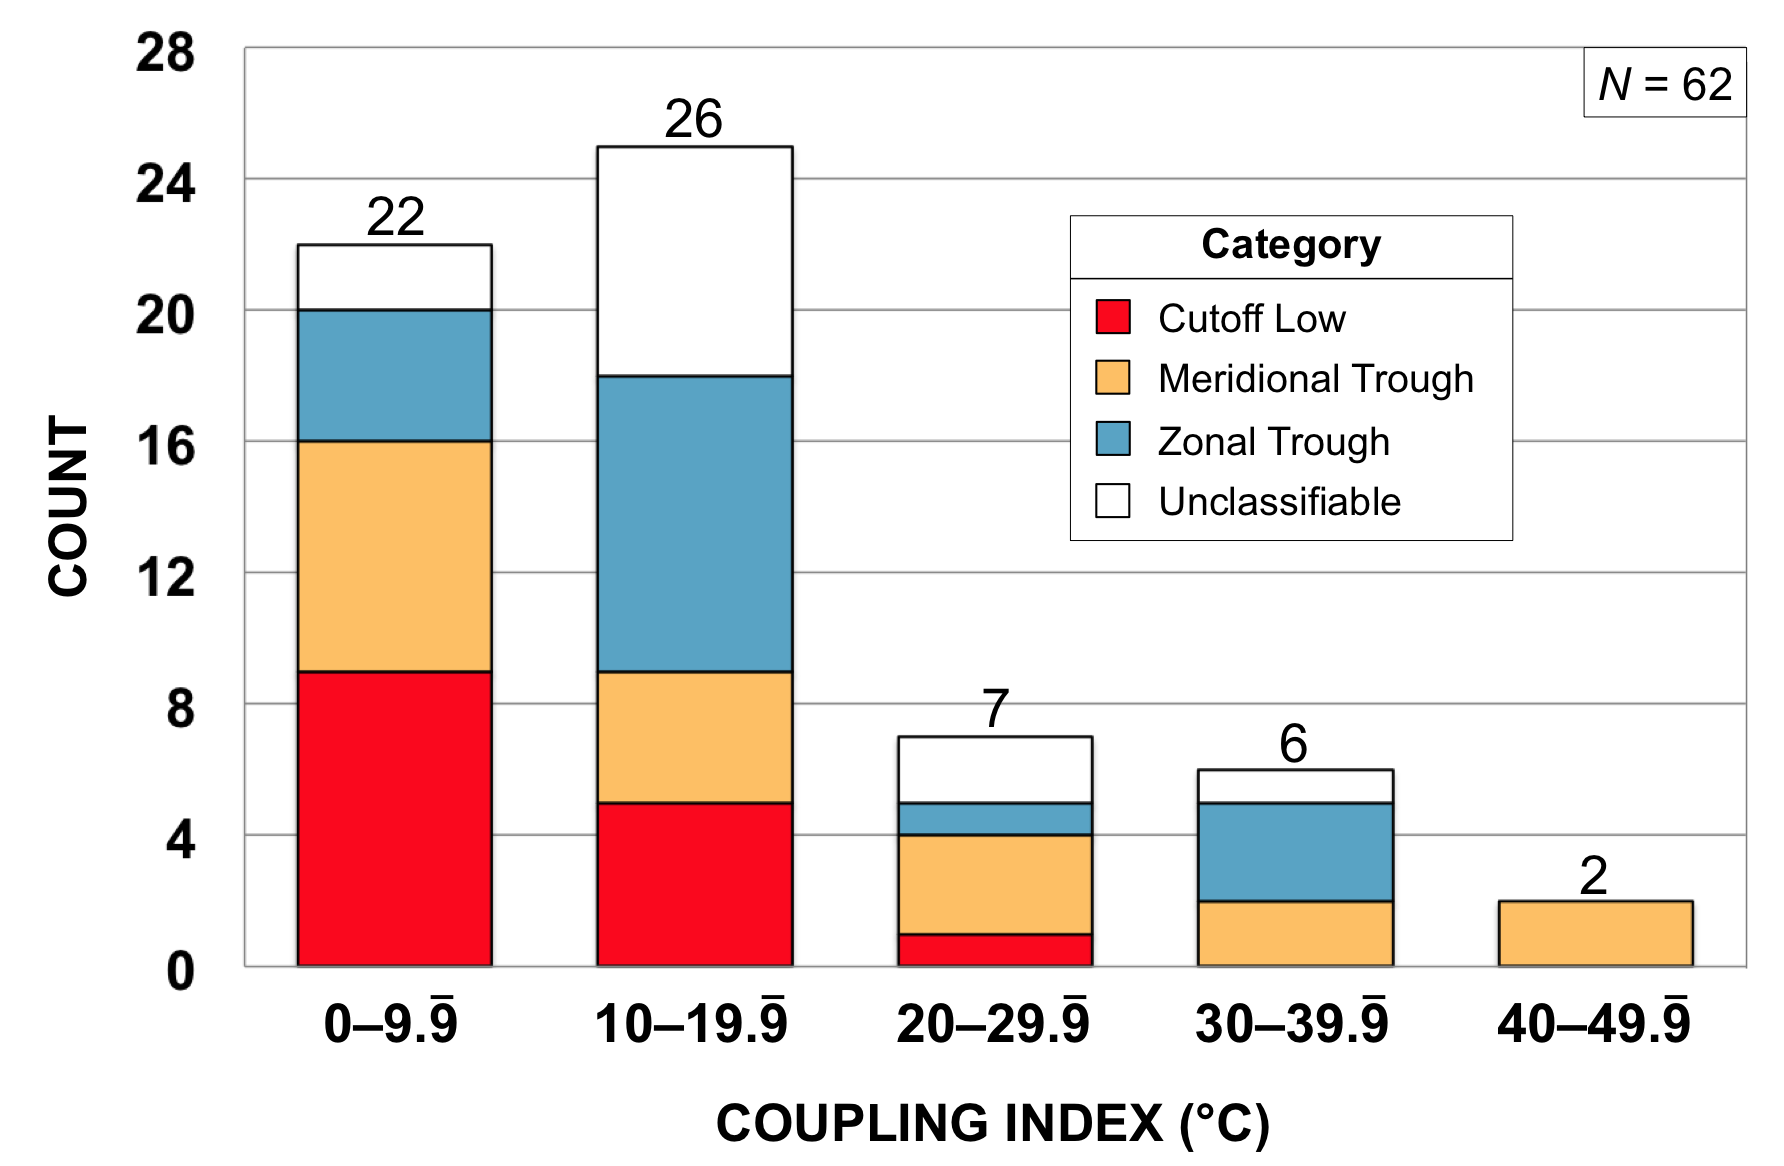 28
24
20
16
12
8
4
0
COUNT
N = 62
22
26
7
6
2
Category
Cutoff Low
Meridional Trough
Zonal Trough
Unclassifiable
0–9.9̅
10–19.9̅
20–29.9̅
30–39.9̅
40–49.9̅
COUPLING INDEX (°C)